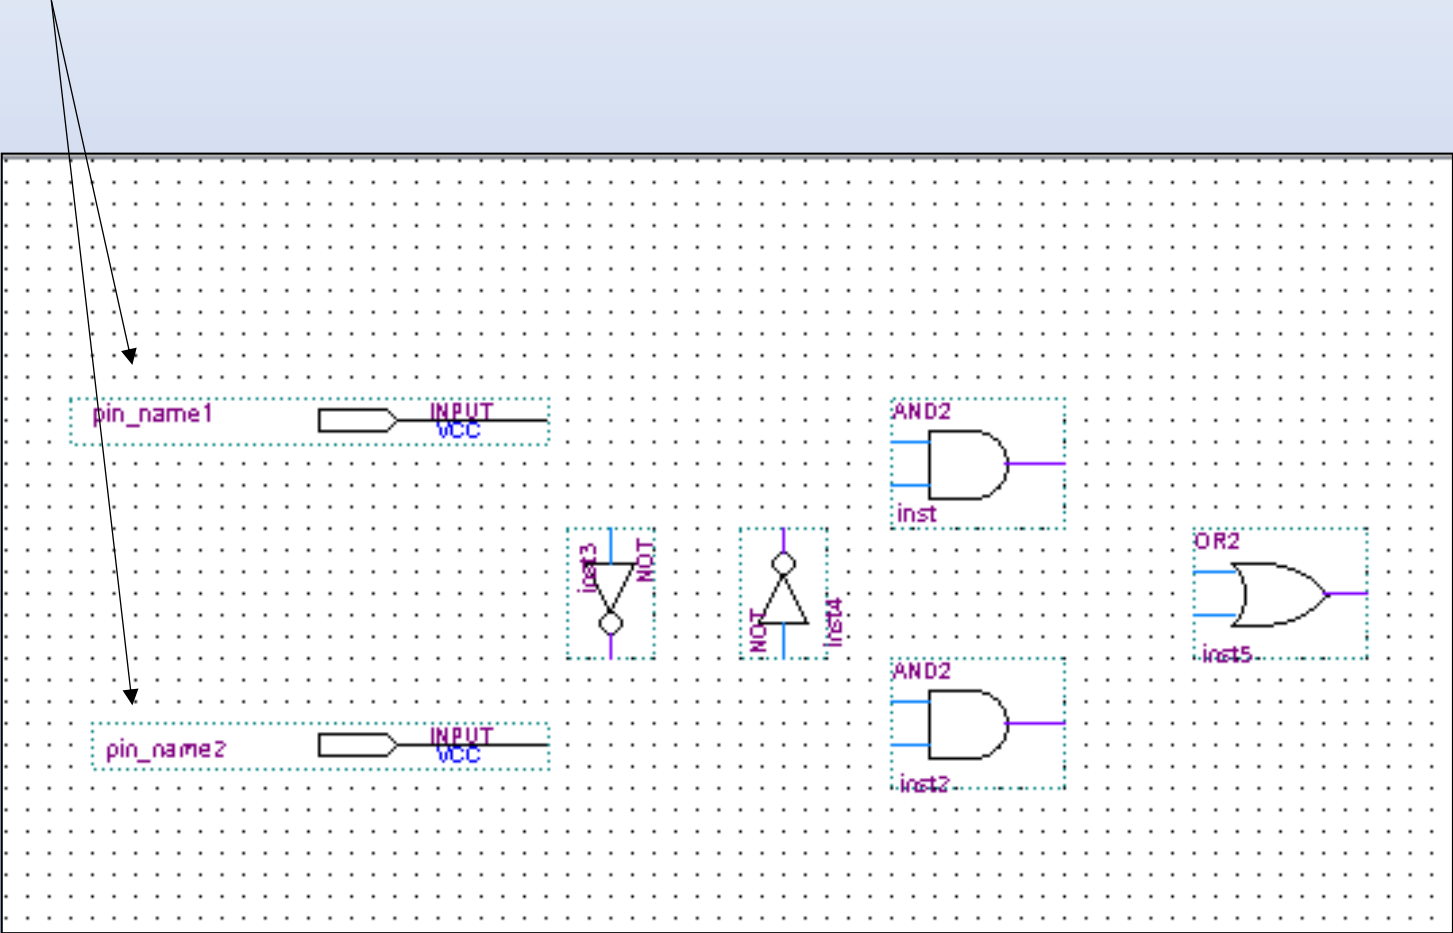 pin_name1
INPUT
VCC
AND2
inst
inst3
NOT
NOT
inst4
OR2
inst5
AND2
inst2
pin_name2
INPUT
VCC